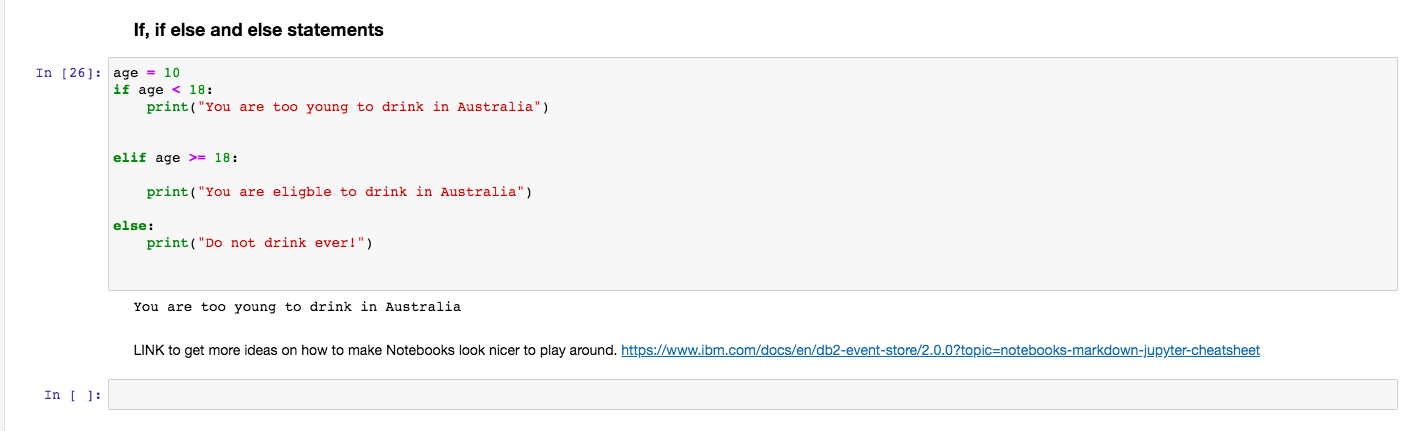 If, if else and else statements
In [26]: age = 10
if age < 18:
    print("You are too young to drink in Australia")
elif age >= 18:
    print("You are eligble to drink in Australia")
else:
    print("Do not drink ever!")
You are too young to drink in Australia
LINK to get more ideas on how to make Notebooks look nicer to play around. https://www.ibm.com/docs/en/db2-event-store/2.0.0?topic=notebooks-markdown-jupyter-cheatsheet
In [ ]: